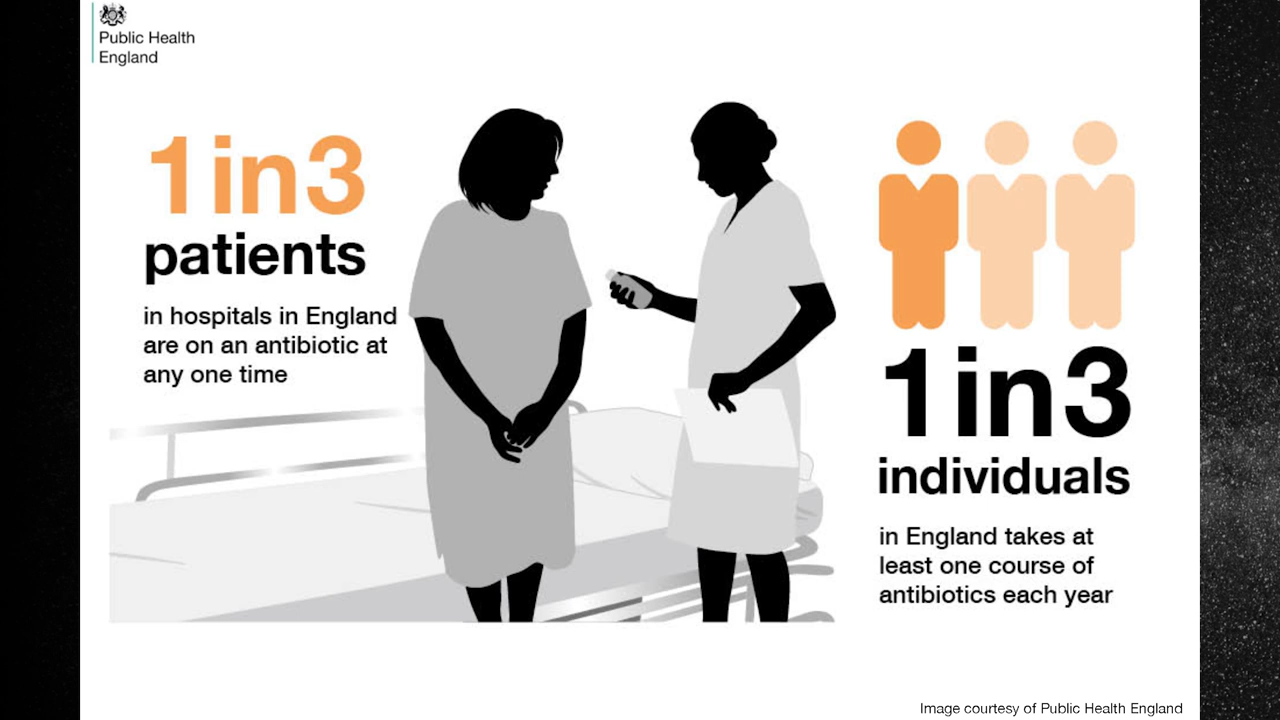 Public Health
England
1in3
patients
in hospitals in England
are on an antibiotic at
any one time
1in3
individuals
in England takes at
least one course of
antibiotics each year
Image courtesy of Public Health England